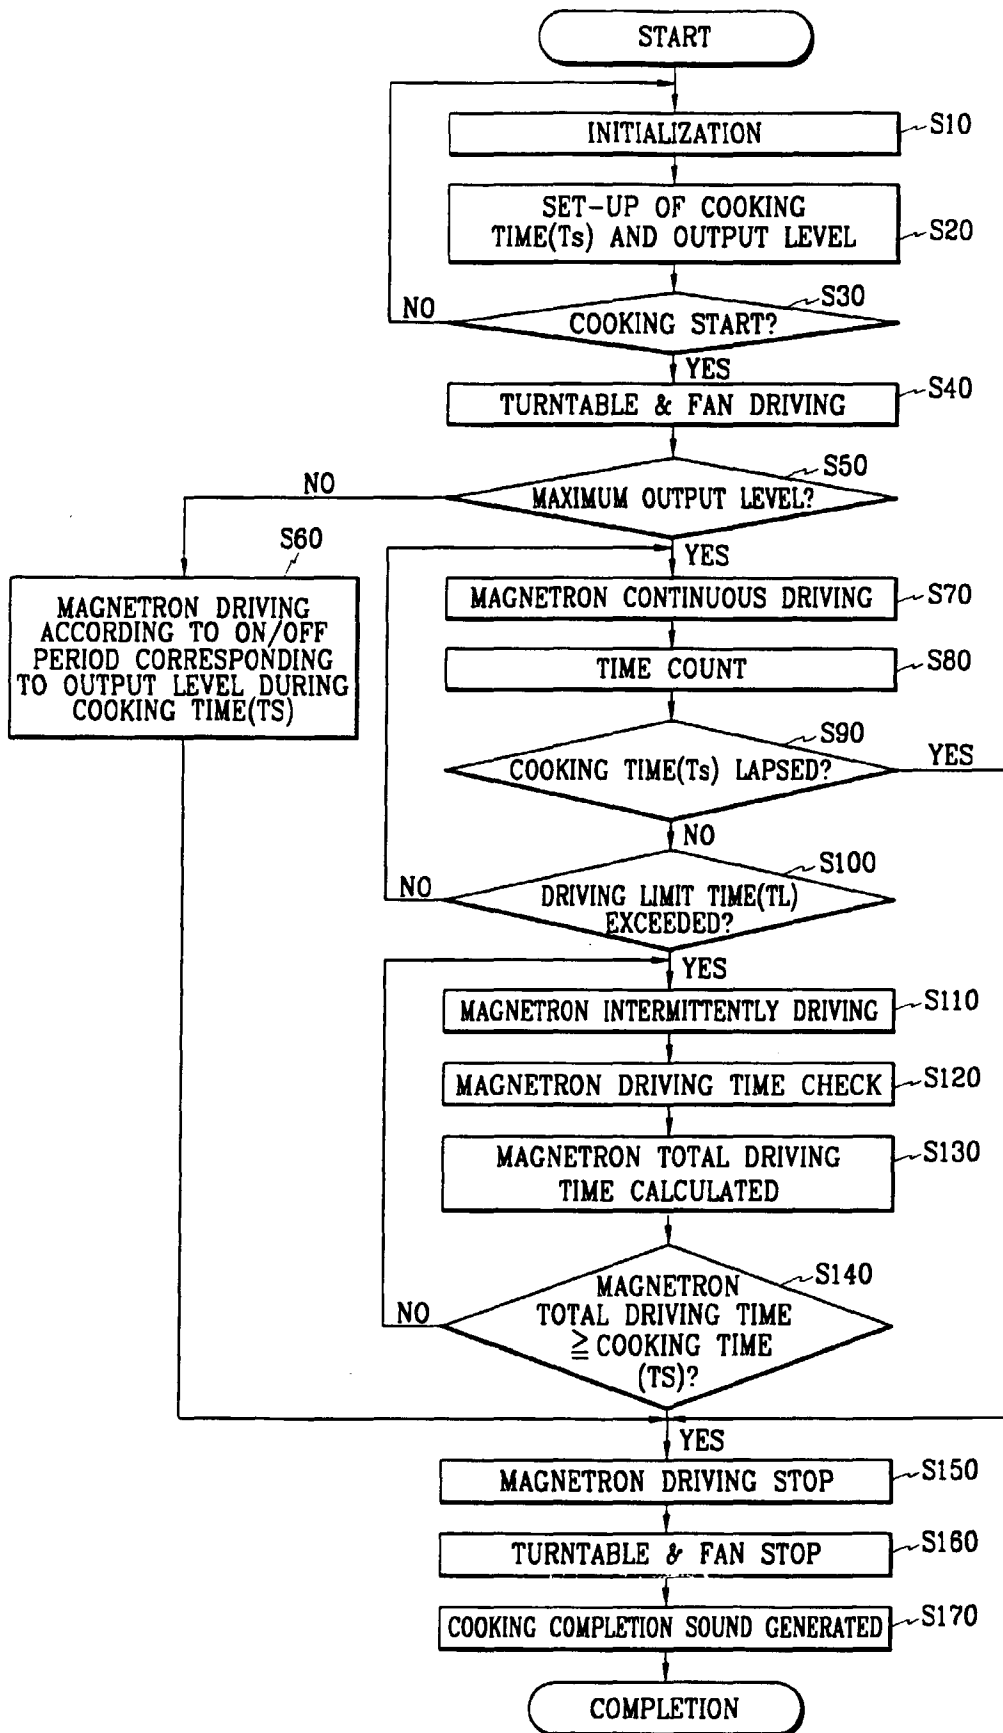 START
INITIALIZATION
S10
SET-UP OF COOKING
TIME(Ts) AND OUTPUT LEVEL
S20
S30
NO
COOKING START?
YES
TURNTABLE & FAN DRIVING
S40
S50
NO
MAXIMUM OUTPUT LEVEL?
YES
S60
MAGNETRON DRIVING
ACCORDING TO ON/OFF
PERIOD CORRESPONDING
TO OUTPUT LEVEL DURING
COOKING TIME(TS)
MAGNETRON CONTINUOUS DRIVING
S70
TIME COUNT
S80
S90
COOKING TIME(Ts) LAPSED?
YES
NO
S100
NO
DRIVING LIMIT TIME(TL)
EXCEEDED?
YES
MAGNETRON INTERMITTENTLY DRIVING
S110
MAGNETRON DRIVING TIME CHECK
S120
MAGNETRON TOTAL DRIVING
TIME CALCULATED
S130
S140
NO
MAGNETRON
TOTAL DRIVING TIME
≧ COOKING TIME
(TS)?
YES
MAGNETRON DRIVING STOP
S150
TURNTABLE & FAN STOP
S160
COOKING COMPLETION SOUND GENERATED
S170
COMPLETION